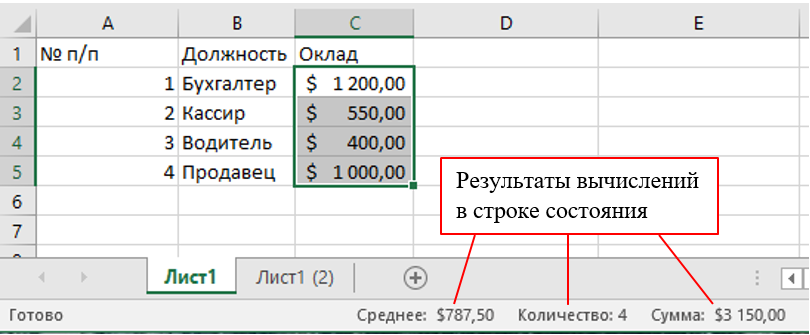 A B C D E
1 № п/п Должность Оклад
2 1 Бухгалтер $ 1 200,00
3 2 Кассир $ 550,00
4 3 Водитель $ 400,00
5 4 Продавец $ 1 000,00
6
7
Результаты вычислений
в строке состояния
Лист1 Лист1 (2)
Готово Среднее: $787,50 Количество: 4 Сумма: $3 150,00